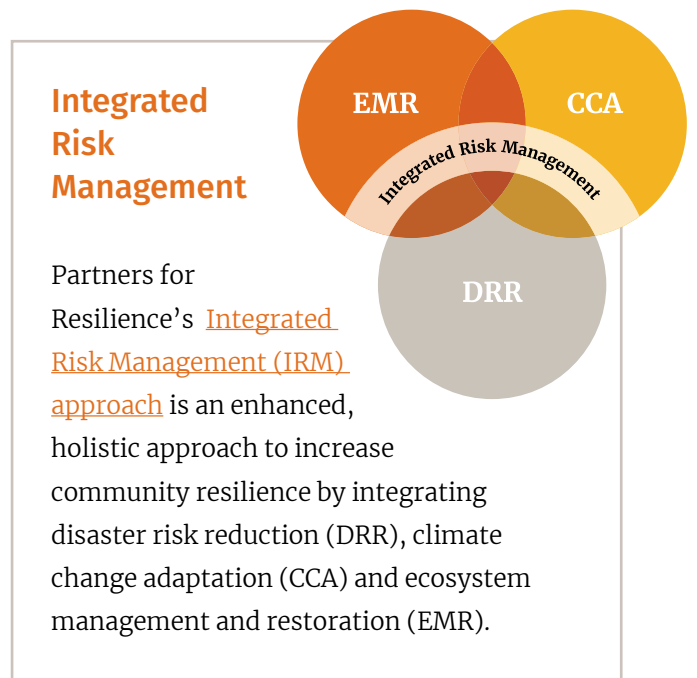 Integrated
Risk
Management
EMR
CCA
Integrated Risk Management
DRR
Partners for
Resilience’s Integrated
Risk Management (IRM)
approach is an enhanced,
holistic approach to increase
community resilience by integrating
disaster risk reduction (DRR), climate
change adaptation (CCA) and ecosystem
management and restoration (EMR).